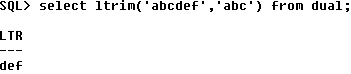 SQL> select ltrim('abcdef','abc') from dual;
LTR
---
def